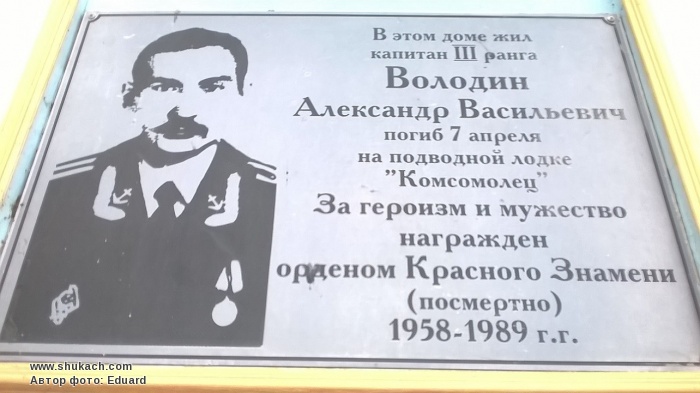 В этом доме жил
капитан III ранга
Володин
Александр Васильевич
погиб 7 апреля
на подводной лодке
"Комсомолец"
За героизм и мужество
награжден
орденом Красного Знамени
(посмертно)
1958-1989 г.г.
www.shukach.com
Автор фото: Eduard